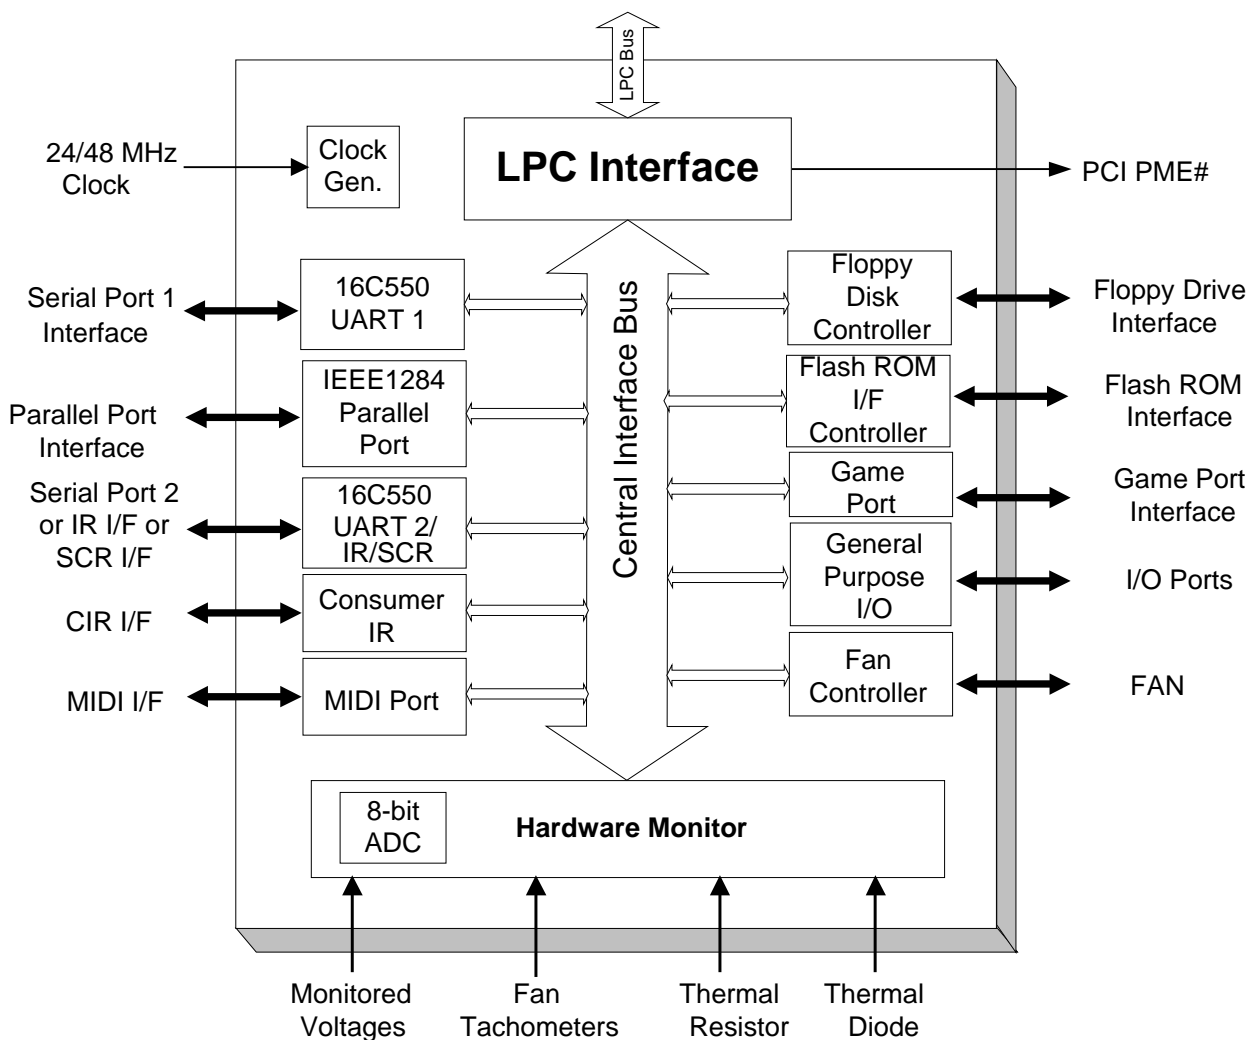 LPC Bus
24/48 MHz
Clock
Clock
Gen.
LPC Interface
PCI PME#
Serial Port 1
Interface
16C550
UART 1
Parallel Port
Interface
IEEE1284
Parallel
Port
Serial Port 2
or IR I/F or
SCR I/F
16C550
UART 2/
IR/SCR
CIR I/F
Consumer
IR
MIDI I/F
MIDI Port
Central Interface Bus
Floppy
Disk
Controller
Floppy Drive
Interface
Flash ROM
I/F
Controller
Flash ROM
Interface
Game
Port
Game Port
Interface
General
Purpose
I/O
I/O Ports
Fan
Controller
FAN
8-bit
ADC
Hardware Monitor
Monitored
Voltages
Fan
Tachometers
Thermal
Resistor
Thermal
Diode